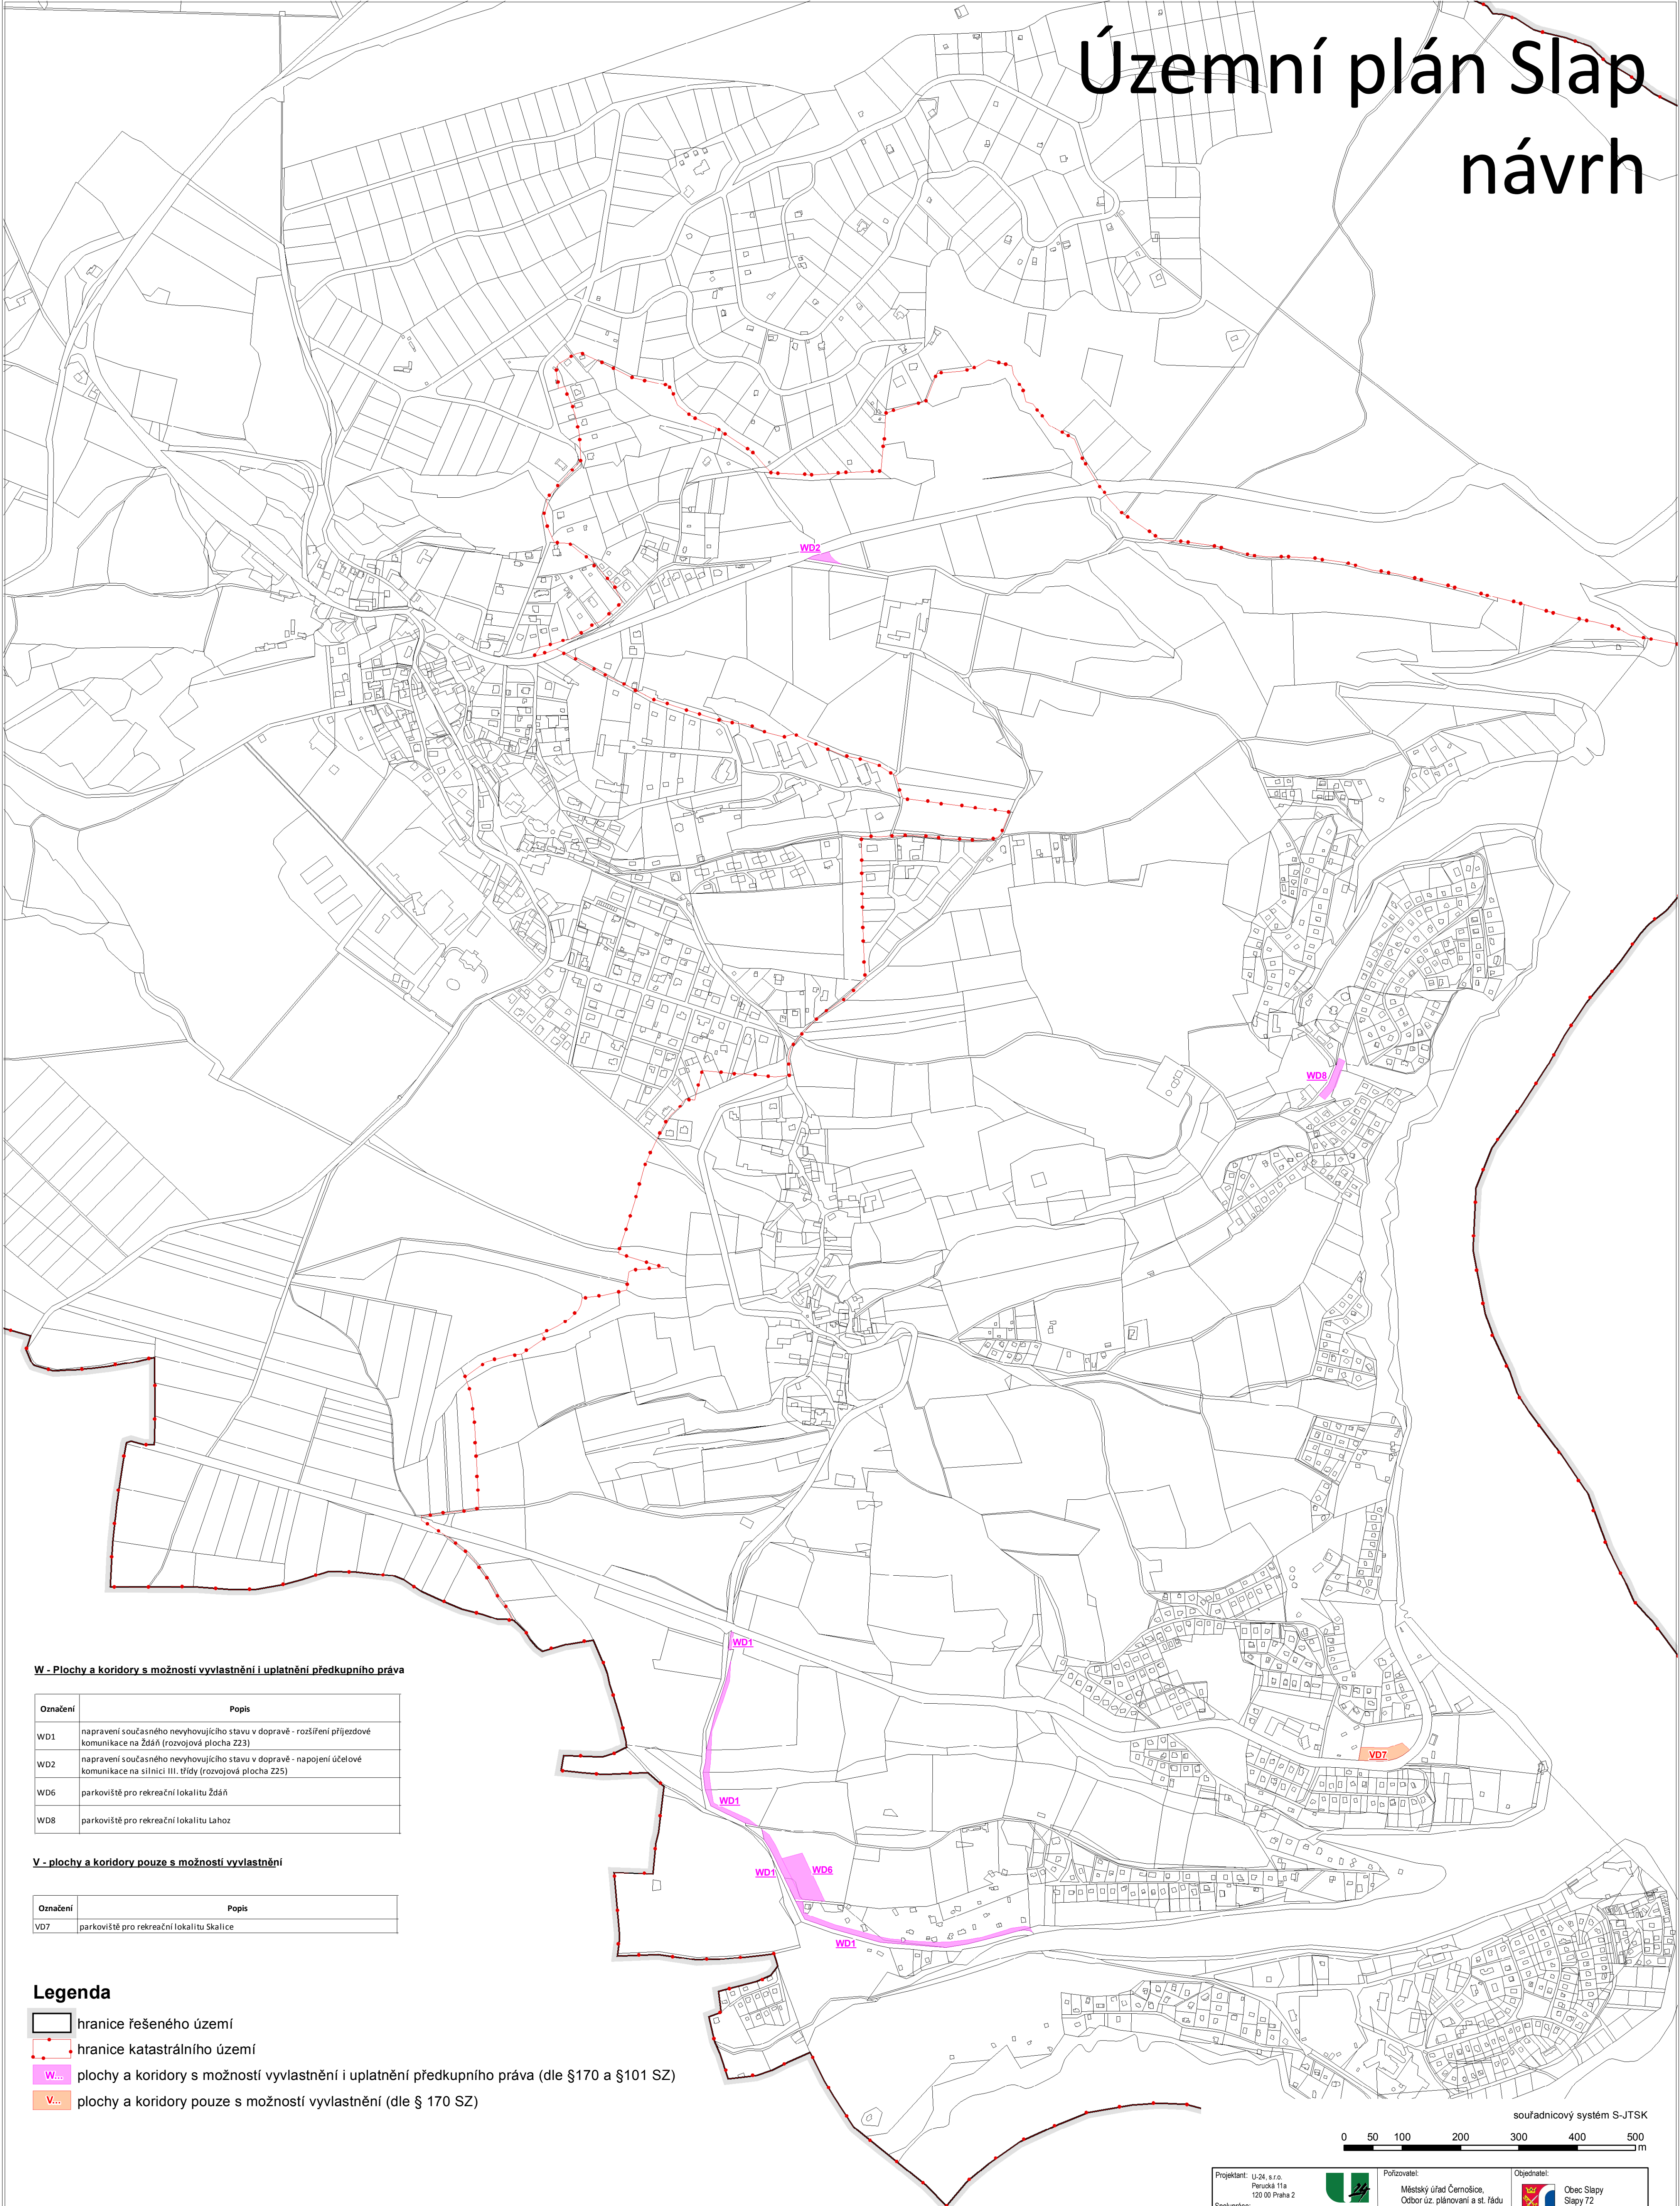 Územní plán Slap
návrh
WD2
WD8
WD1
WD1
WD1
WD6
WD1
VD7
W - Plochy a koridory s možností vyvlastnění i uplatnění předkupního práva
Označení Popis
WD1 napravení současného nevyhovujícího stavu v dopravě - rozšíření příjezdové
komunikace na Ždáň (rozvojová plocha Z23)
WD2 napravení současného nevyhovujícího stavu v dopravě - napojení účelové
komunikace na silnici III. třídy (rozvojová plocha Z25)
WD6 parkoviště pro rekreační lokalitu Ždáň
WD8 parkoviště pro rekreační lokalitu Lahoz
V - plochy a koridory pouze s možností vyvlastnění
Označení Popis
VD7 parkoviště pro rekreační lokalitu Skalice
Legenda
hranice řešeného území
hranice katastrálního území
W... plochy a koridory s možností vyvlastnění i uplatnění předkupního práva (dle §170 a §101 SZ)
V... plochy a koridory pouze s možností vyvlastnění (dle § 170 SZ)
souřadnicový systém S-JTSK
0 50 100 200 300 400 500
m
Projektant: U-24, s.r.o.
Perucká 11a
120 00 Praha 2
24
Pořizovatel:
Městský úřad Černošice,
Odbor úz. plánovaní a st. řádu
Objednatel:
Obec Slapy
Slapy 72